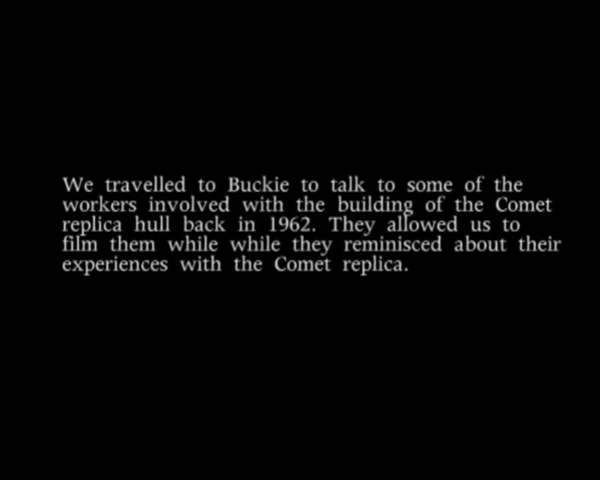 We travelled to Buckie to talk to some of the
workers involved with the building of the Comet
replica hull back in 1962. They allowed us to
film them while while they reminisced about their
experiences with the Comet replica.